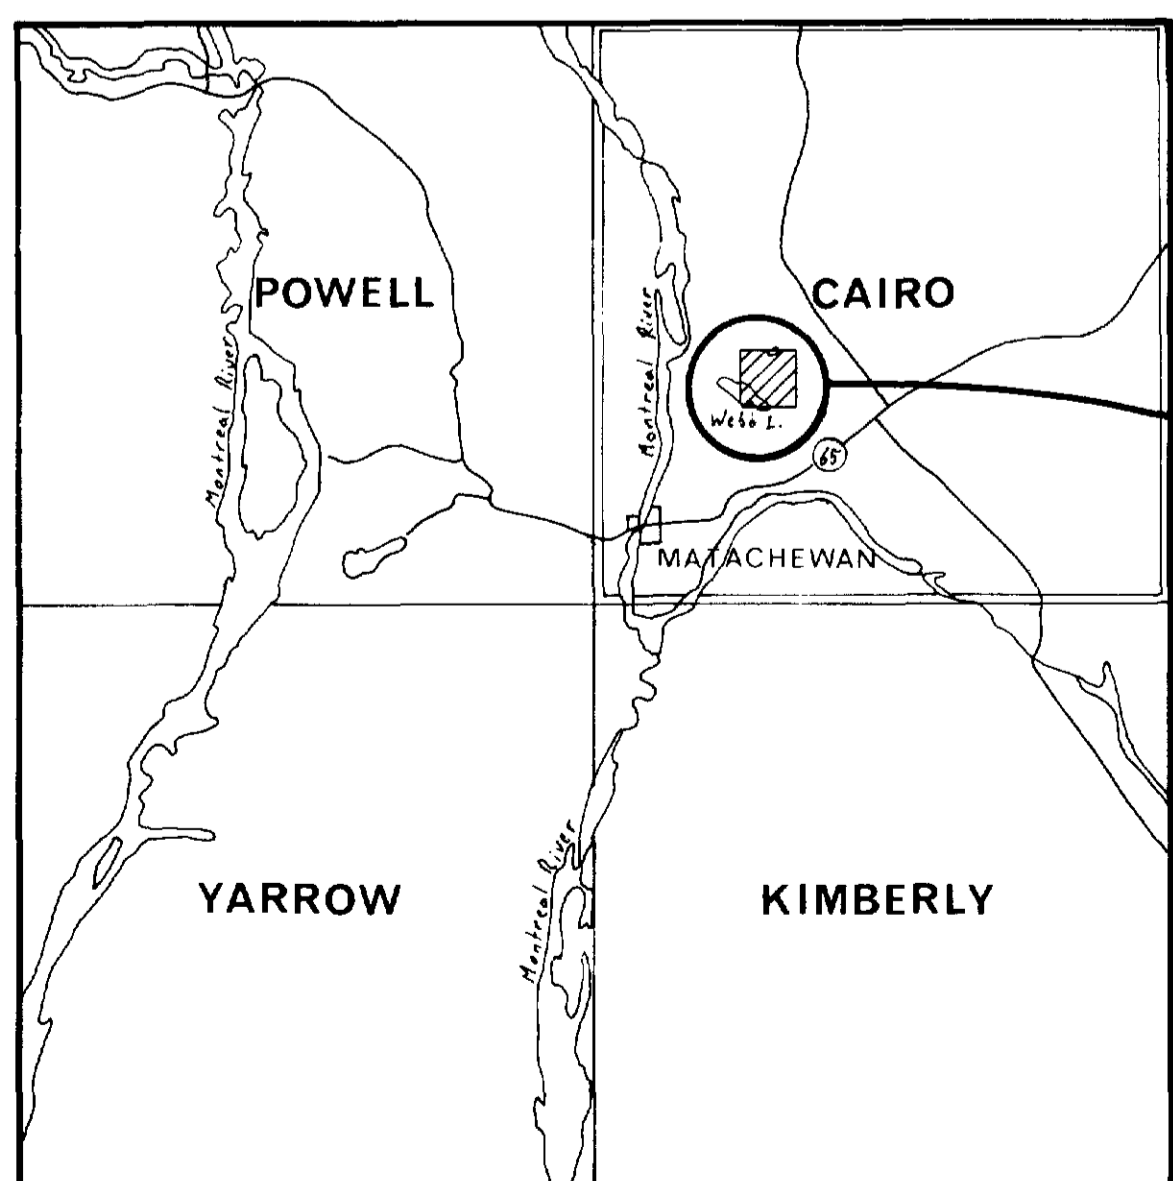 POWELL
CAIRO
Montreal River
Montreal River
Webb L.
65
MATACHEWAN
Montreal River
YARROW
KIMBERLY